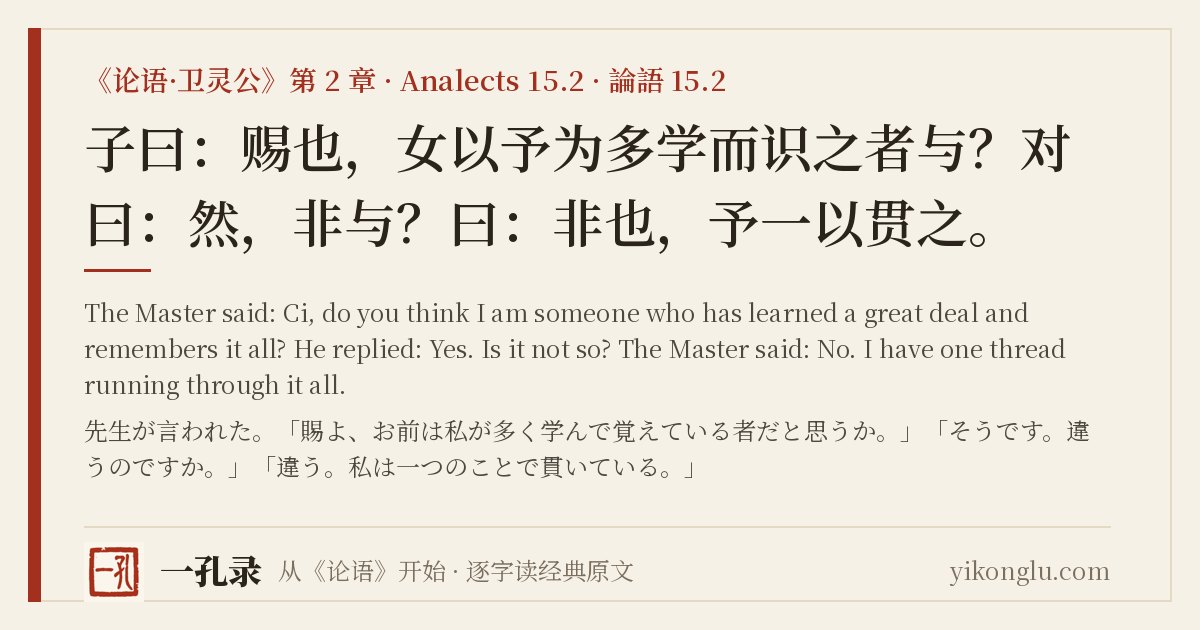 《论语·卫灵公》第 2 章 · Analects 15.2 · 論語 15.2
子曰：赐也，女以予为多学而识之者与？对
曰：然，非与？曰：非也，予一以贯之。
The Master said: Ci, do you think I am someone who has learned a great deal and
remembers it all? He replied: Yes. Is it not so? The Master said: No. I have one thread
running through it all.
先生が言われた。「賜よ、お前は私が多く学んで覚えている者だと思うか。」「そうです。違
うのですか。」「違う。私は一つのことで貫いている。」
一孔
一孔录 从《论语》开始 · 逐字读经典原文
yikonglu.com